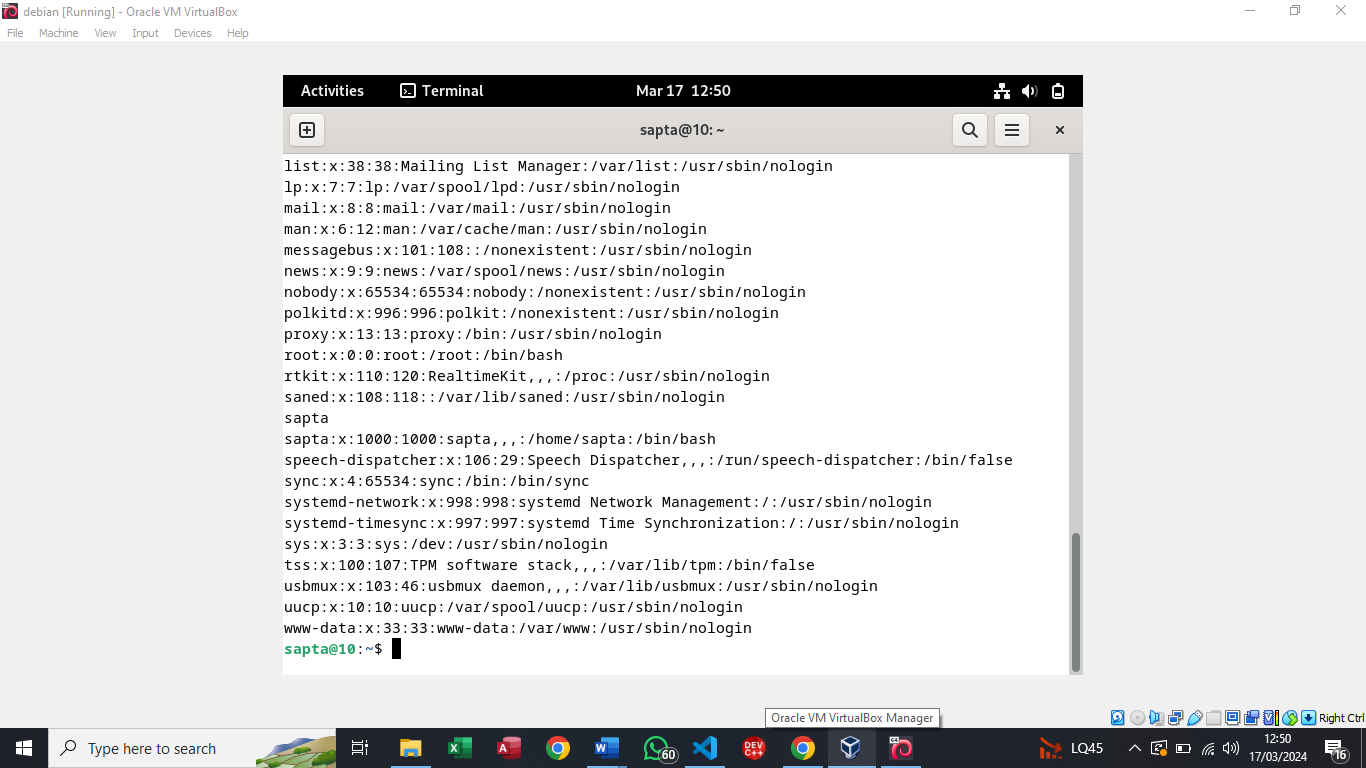 debian [Running] - Oracle VM VirtualBox
File Machine View Input Devices Help
Activities Terminal Mar 17 12:50
sapta@10: ~
list:x:38:38:Mailing List Manager:/var/list:/usr/sbin/nologin
lp:x:7:7:lp:/var/spool/lpd:/usr/sbin/nologin
mail:x:8:8:mail:/var/mail:/usr/sbin/nologin
man:x:6:12:man:/var/cache/man:/usr/sbin/nologin
messagebus:x:101:108::/nonexistent:/usr/sbin/nologin
news:x:9:9:news:/var/spool/news:/usr/sbin/nologin
nobody:x:65534:65534:nobody:/nonexistent:/usr/sbin/nologin
polkitd:x:996:996:polkit:/nonexistent:/usr/sbin/nologin
proxy:x:13:13:proxy:/bin:/usr/sbin/nologin
root:x:0:0:root:/root:/bin/bash
rtkit:x:110:120:RealtimeKit,,,:/proc:/usr/sbin/nologin
saned:x:108:118::/var/lib/saned:/usr/sbin/nologin
sapta
sapta:x:1000:1000:sapta,,,:/home/sapta:/bin/bash
speech-dispatcher:x:106:29:Speech Dispatcher,,,:/run/speech-dispatcher:/bin/false
sync:x:4:65534:sync:/bin:/bin/sync
systemd-network:x:998:998:systemd Network Management:/:/usr/sbin/nologin
systemd-timesync:x:997:997:systemd Time Synchronization:/:/usr/sbin/nologin
sys:x:3:3:sys:/dev:/usr/sbin/nologin
tss:x:100:107:TPM software stack,,,:/var/lib/tpm:/bin/false
usbmux:x:103:46:usbmux daemon,,,:/var/lib/usbmux:/usr/sbin/nologin
uucp:x:10:10:uucp:/var/spool/uucp:/usr/sbin/nologin
www-data:x:33:33:www-data:/var/www:/usr/sbin/nologin
sapta@10:~$
Oracle VM VirtualBox Manager
Right Ctrl
Type here to search
60
DEV C++
LQ45
12:50
17/03/2024
16